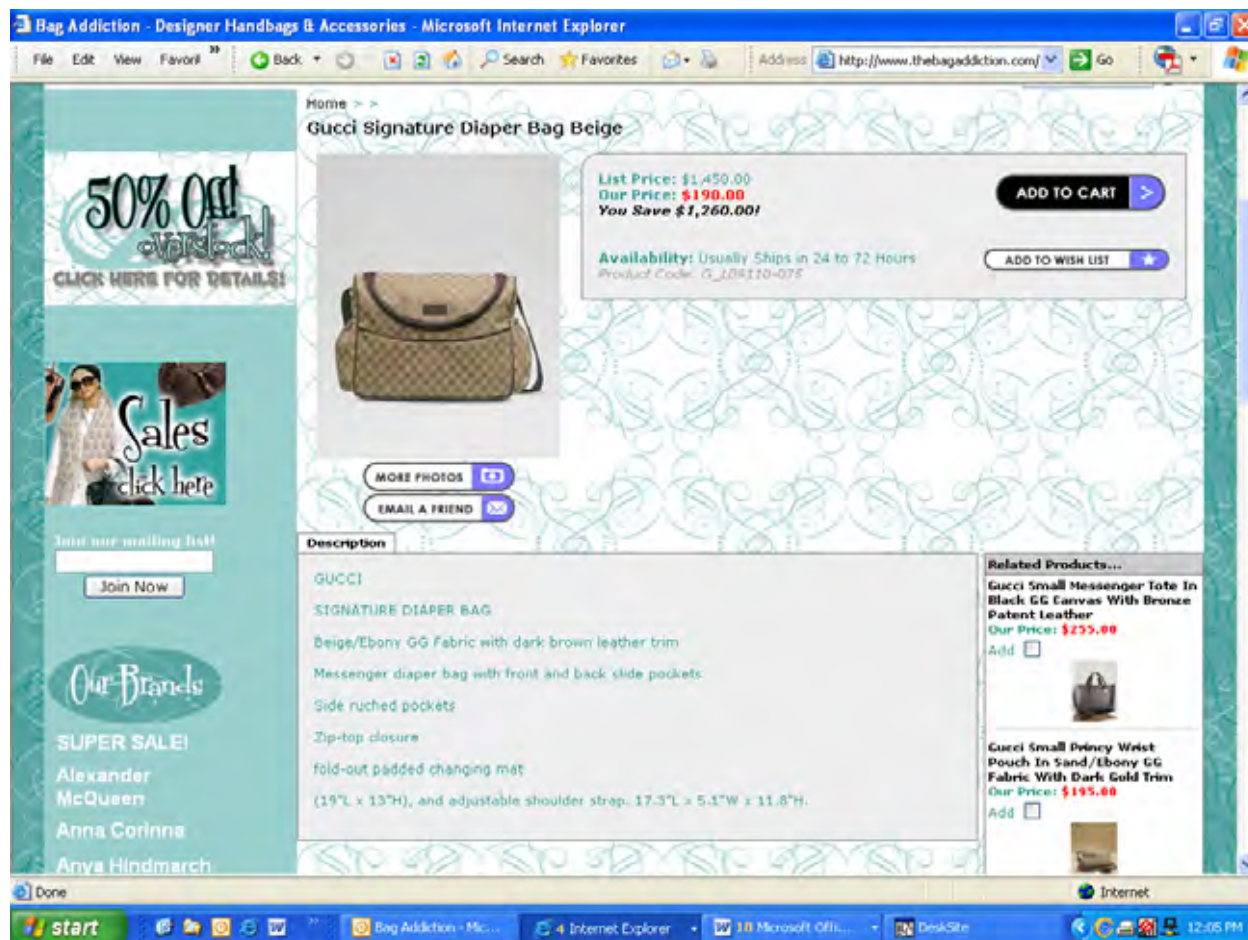 Bag Addiction - Designer Handbags & Accessories - Microsoft Internet Explorer
File Edit View Favorit » Back Search Favorites Address http://www.thebagaddiction.com/ Go
Home > >
Gucci Signature Diaper Bag Beige
50% Off!
overstock!
CLICK HERE FOR DETAILS!
List Price: $1,450.00
Our Price: $190.00
You Save $1,260.00!
ADD TO CART
Availability: Usually Ships in 24 to 72 Hours
ADD TO WISH LIST
Product Code:
Sales
click here
MORE PHOTOS
EMAIL A FRIEND
Join our mailing list!
Join Now
Description
GUCCI
SIGNATURE DIAPER BAG
Beige/Ebony GG Fabric with dark brown leather trim
Messenger diaper bag with front and back slide pockets
Side ruched pockets
Zip-top closure
fold-out padded changing mat
(19"L x 13"H), and adjustable shoulder strap. 17.3"L x 5.1"W x 11.8"H.
Related Products...
Gucci Small Messenger Tote In
Black GG Canvas With Bronze
Patent Leather
Our Price: $255.00
Add
Gucci Small Princy Wrist
Pouch In Sand/Ebony GG
Fabric With Dark Gold Trim
Our Price: $195.00
Add
Our Brands
SUPER SALE!
Alexander
McQueen
Anna Corinna
Anya Hindmarch
Done
Internet
start » Bag Addiction - Mic... 4 Internet Explorer 10 Microsoft Offi... DeskSite 12:05 PM